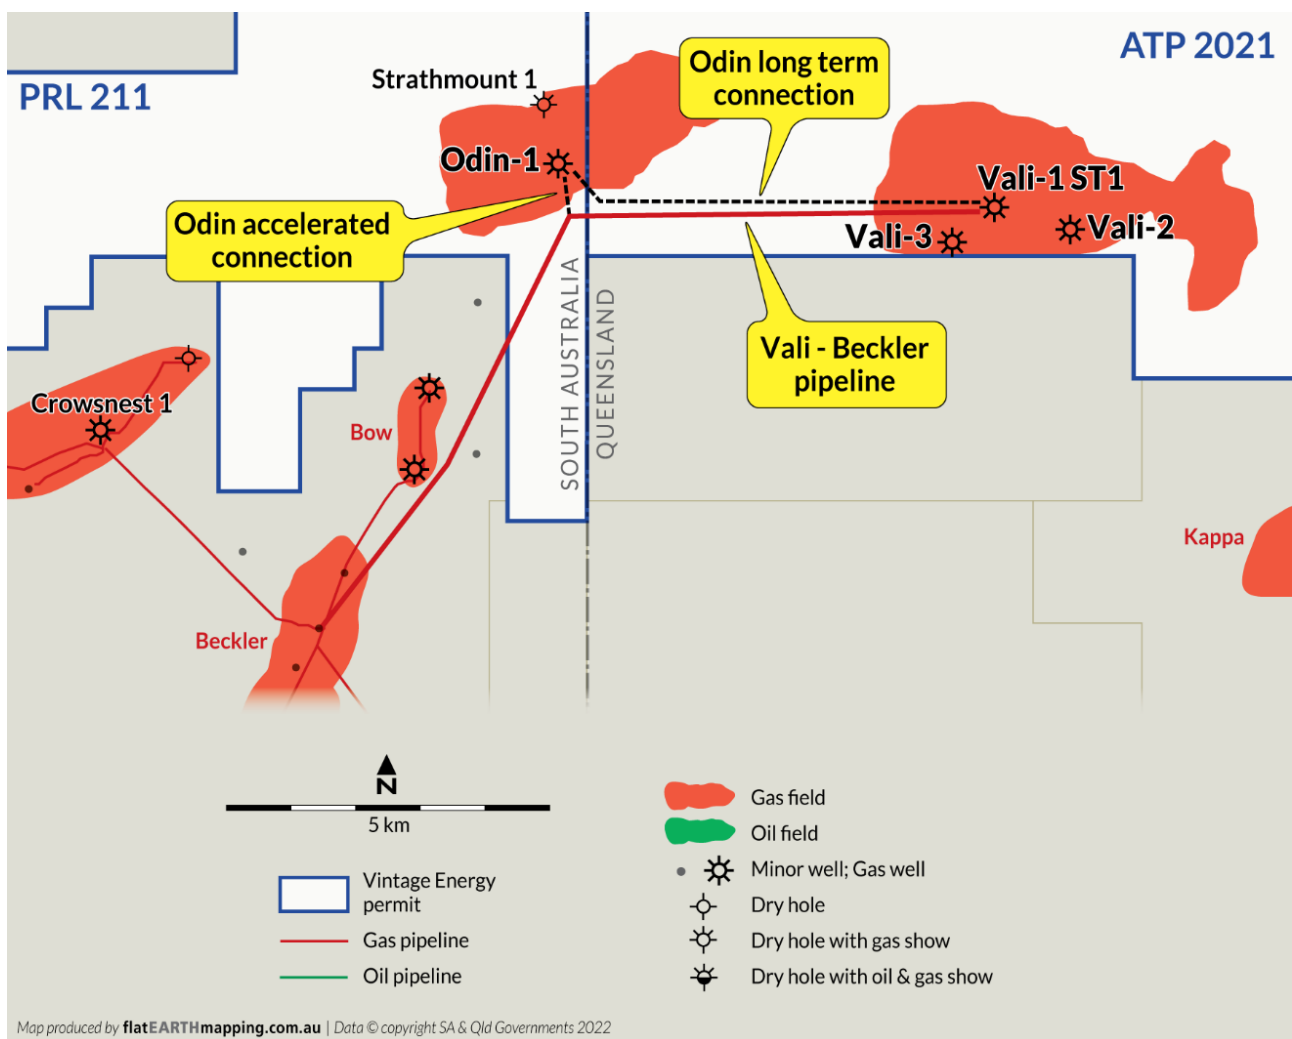 ATP 2021
PRL 211
Strathmount 1
Odin long term
connection
Odin-1
Vali-1 ST1
Odin accelerated
connection
Vali-3
Vali-2
SOUTH AUSTRALIA
QUEENSLAND
Vali - Beckler
pipeline
Crowsnest 1
Bow
Kappa
Beckler
N
5 km
Vintage Energy
permit
Gas pipeline
Oil pipeline
Gas field
Oil field
Minor well; Gas well
Dry hole
Dry hole with gas show
Dry hole with oil & gas show
Map produced by flatEARTHmapping.com.au | Data © copyright SA & Qld Governments 2022